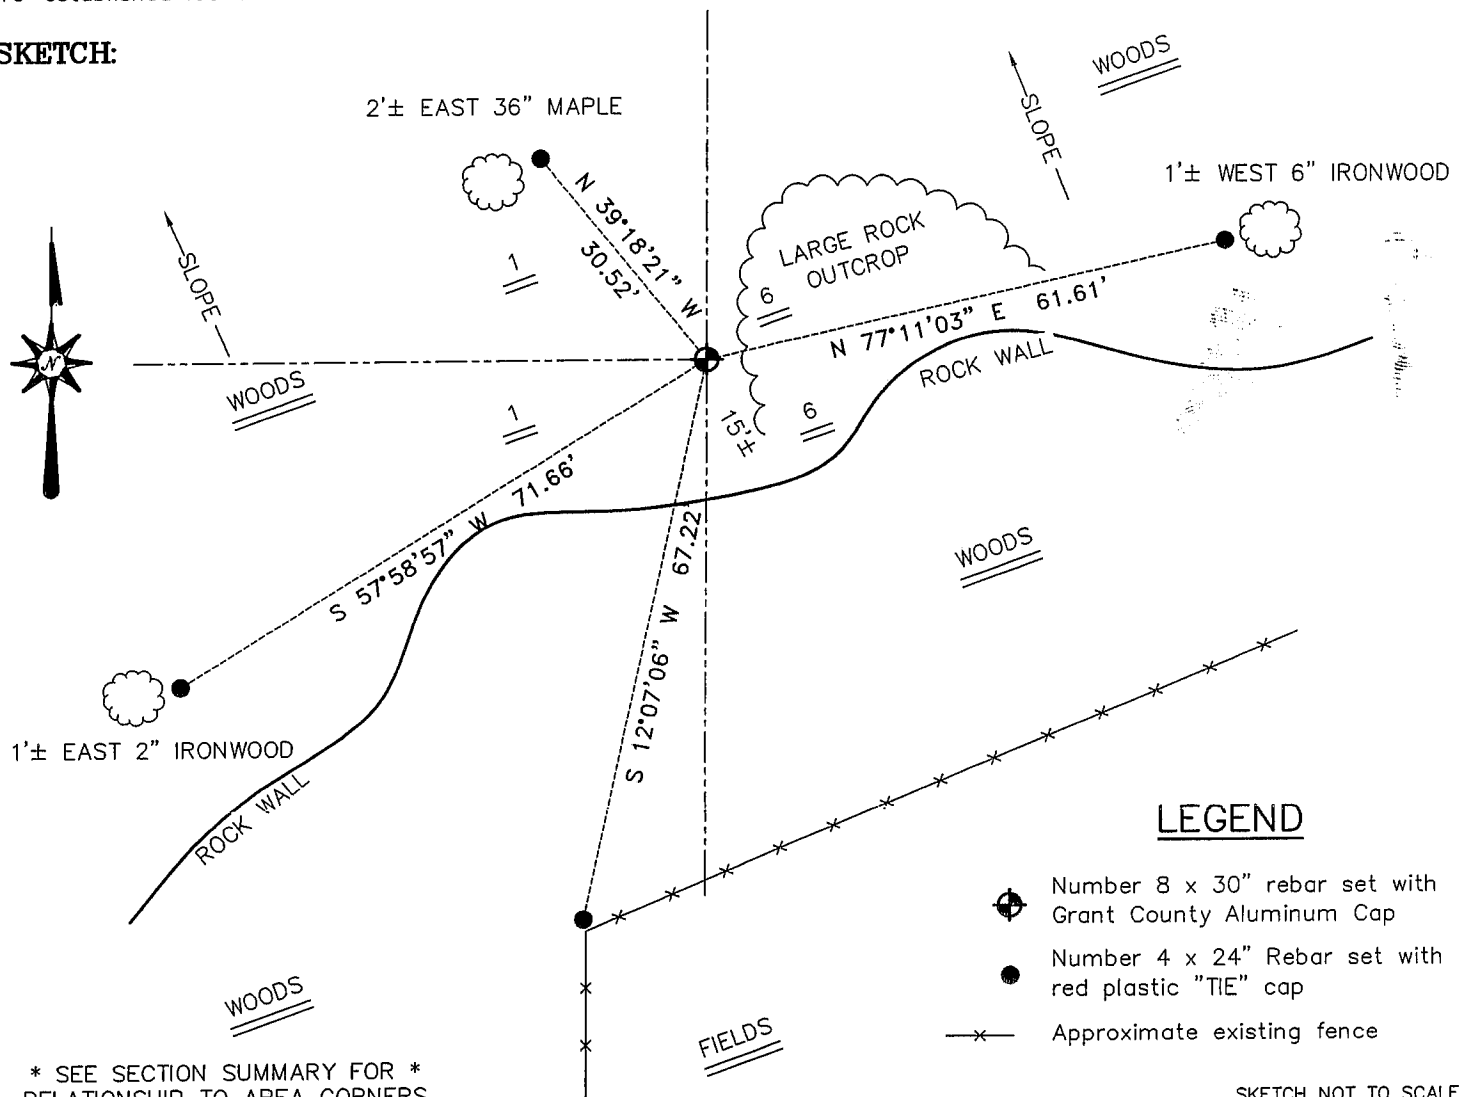 SKETCH:
WOODS
SLOPE
2'± EAST 36" MAPLE
1'± WEST 6" IRONWOOD
N 39°18'21" W
30.52'
LARGE ROCK
OUTCROP
1
6
SLOPE
N 77°11'03" E 61.61'
ROCK WALL
N
WOODS
1
6
15'±
S 57°58'57" W 71.66'
S 12°07'06" W 67.22'
WOODS
1'± EAST 2" IRONWOOD
ROCK WALL
LEGEND
Number 8 x 30" rebar set with
Grant County Aluminum Cap
Number 4 x 24" Rebar set with
red plastic "TIE" cap
Approximate existing fence
WOODS
FIELDS
* SEE SECTION SUMMARY FOR *
RELATIONSHIP TO AREA CORNERS
SKETCH NOT TO SCALE